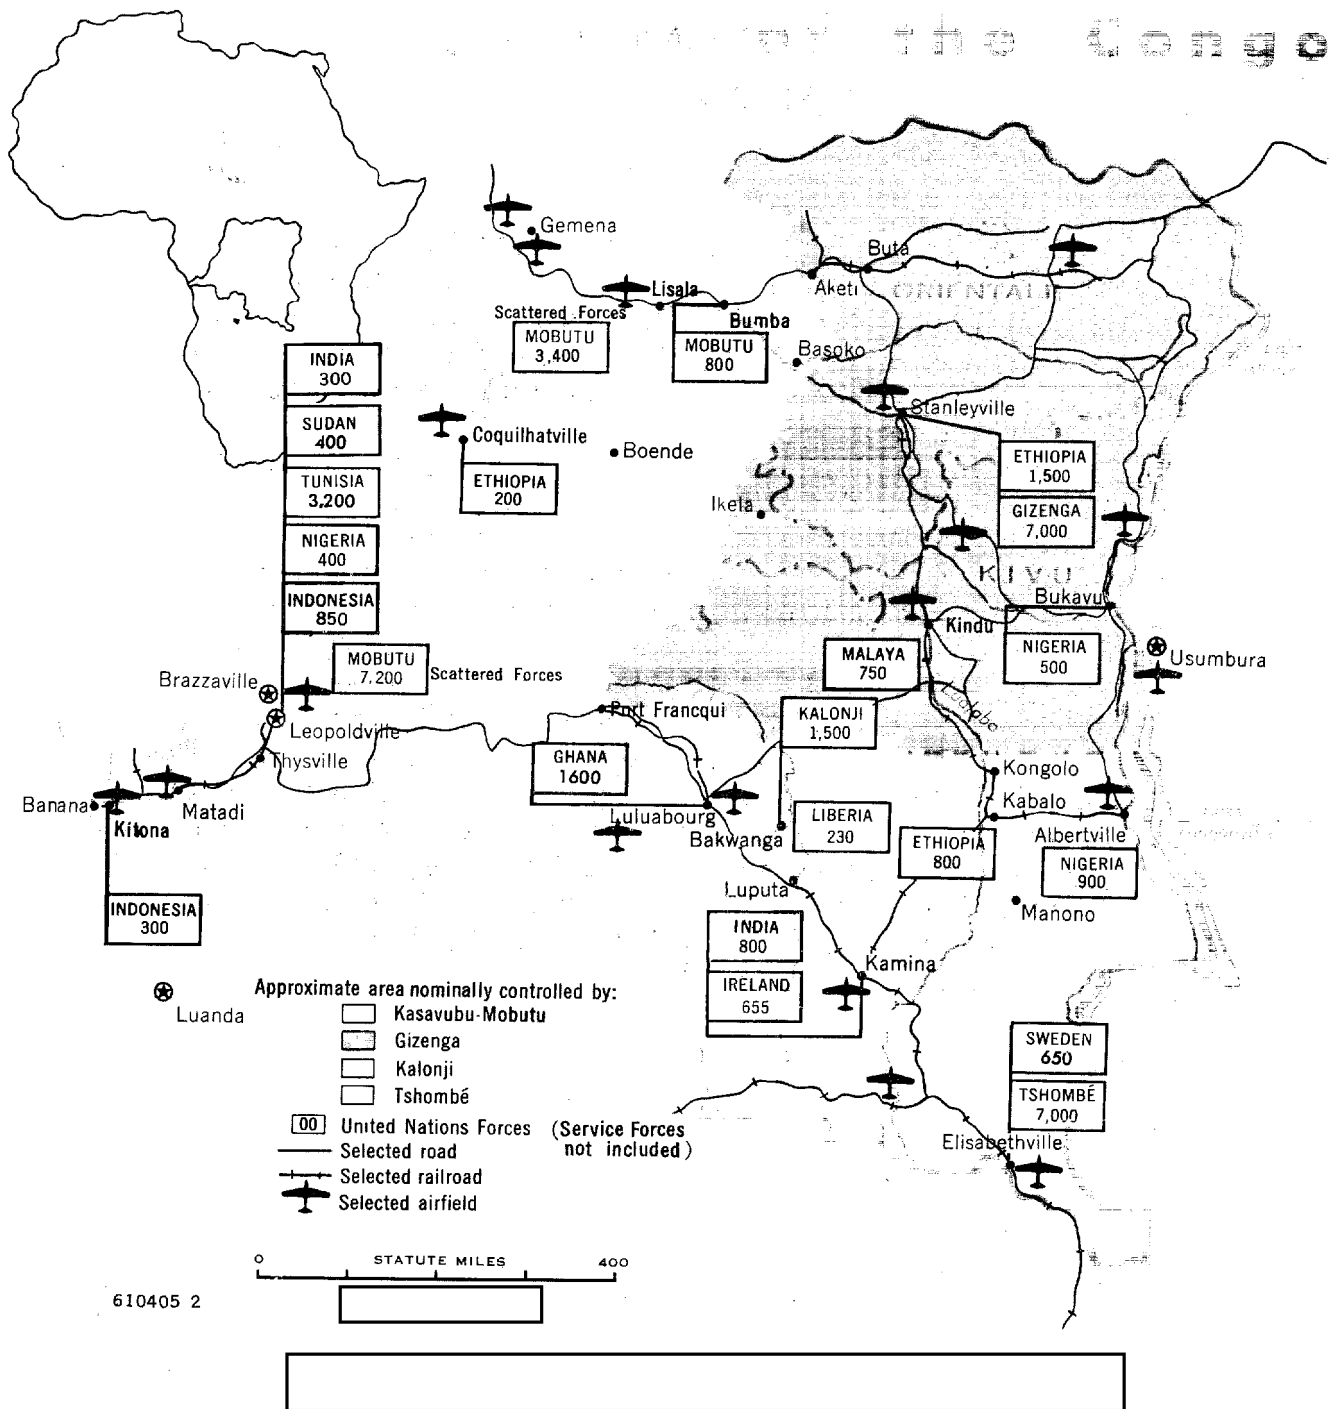 the Congo
Gemena
Buta
Aketi
ORIENTALE
Lisala
Scattered Forces
Bumba
MOBUTU
3,400
MOBUTU
800
Basoko
INDIA
300
SUDAN
400
Stanleyville
Coquilhatville
Boende
ETHIOPIA
1,500
TUNISIA
3,200
ETHIOPIA
200
Ikela
GIZENGA
7,000
NIGERIA
400
KIVU
INDONESIA
850
Bukavu
Kindu
MOBUTU
7,200
Scattered Forces
MALAYA
750
NIGERIA
500
Usumbura
Brazzaville
Leopoldville
Port Francqui
KALONJI
1,500
Lualaba
Thysville
GHANA
1600
Kongolo
Banana
Kitona
Matadi
Luluabourg
Bakwanga
LIBERIA
230
Kabalo
Albertville
ETHIOPIA
800
NIGERIA
900
Luputa
Manono
INDONESIA
300
INDIA
800
IRELAND
655
Kamina
Luanda
Approximate area nominally controlled by:
Kasavubu-Mobutu
Gizenga
Kalonji
Tshombé
00 United Nations Forces (Service Forces
not included)
Selected road
Selected railroad
Selected airfield
SWEDEN
650
TSHOMBÉ
7,000
Elisabethville
0 STATUTE MILES 400
610405 2